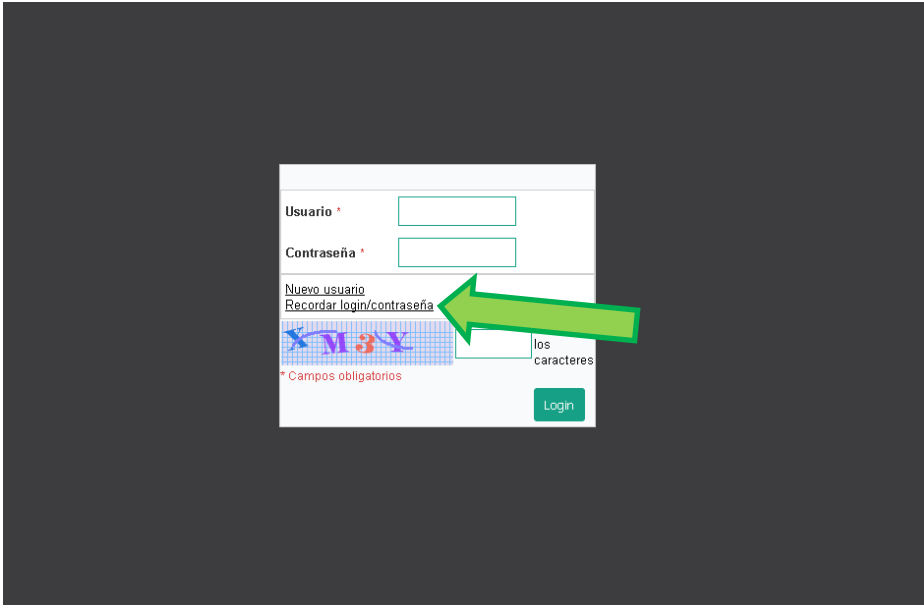 Usuario *
Contraseña *
Nuevo usuario
Recordar login/contraseña
XM3Y
los
caracteres
* Campos obligatorios
Login